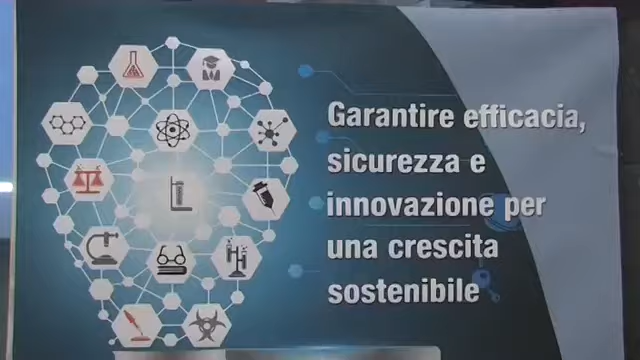 Garantire efficacia,
sicurezza e
innovazione per
una crescita
sostenibile